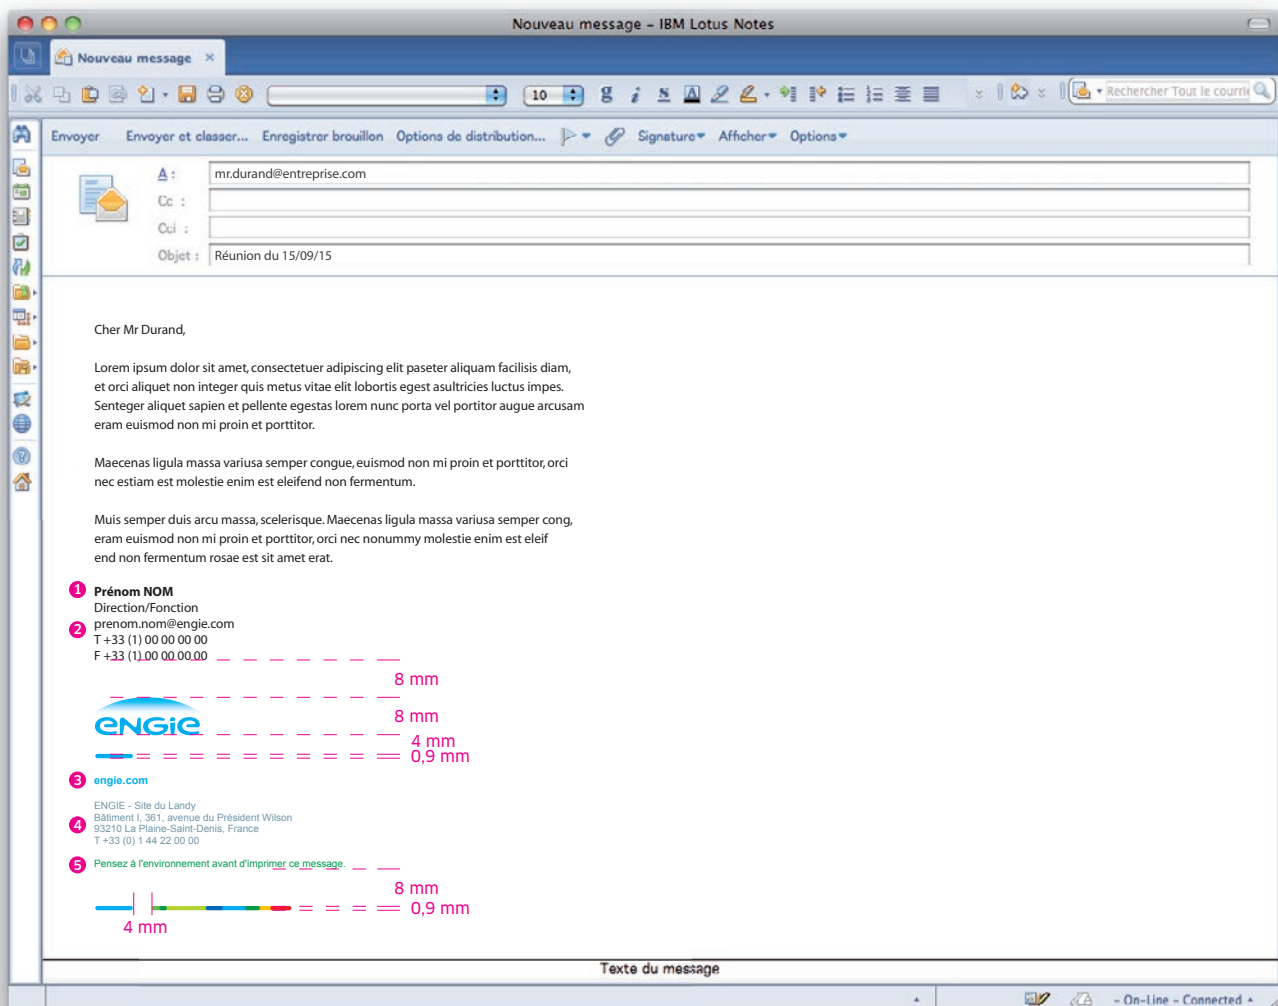 Nouveau message – IBM Lotus Notes
Nouveau message ×
10 g i s A
Rechercher Tout le courri
Envoyer Envoyer et classer... Enregistrer brouillon Options de distribution... Signature Afficher Options
A : mr.durand@entreprise.com
Cc :
Cci :
Objet : Réunion du 15/09/15
Cher Mr Durand,
Lorem ipsum dolor sit amet, consectetuer adipiscing elit paseter aliquam facilisis diam,
et orci aliquet non integer quis metus vitae elit lobortis egest asultricies luctus impes.
Senteger aliquet sapien et pellente egestas lorem nunc porta vel portitor augue arcusam
eram euismod non mi proin et porttitor.
Maecenas ligula massa variusa semper congue, euismod non mi proin et porttitor, orci
nec estiam est molestie enim est eleifend non fermentum.
Muis semper duis arcu massa, scelerisque. Maecenas ligula massa variusa semper cong,
eram euismod non mi proin et porttitor, orci nec nonummy molestie enim est eleif
end non fermentum rosae est sit amet erat.
1 Prénom NOM
Direction/Fonction
2 prenom.nom@engie.com
T +33 (1) 00 00 00 00
F +33 (1) 00 00 00 00
8 mm
ENGiE
8 mm
4 mm
0,9 mm
3 engie.com
ENGIE - Site du Landy
Bâtiment I, 361, avenue du Président Wilson
4 93210 La Plaine-Saint-Denis, France
T +33 (0) 1 44 22 00 00
5 Pensez à l'environnement avant d'imprimer ce message.
8 mm
0,9 mm
4 mm
Texte du message
– On-Line – Connected